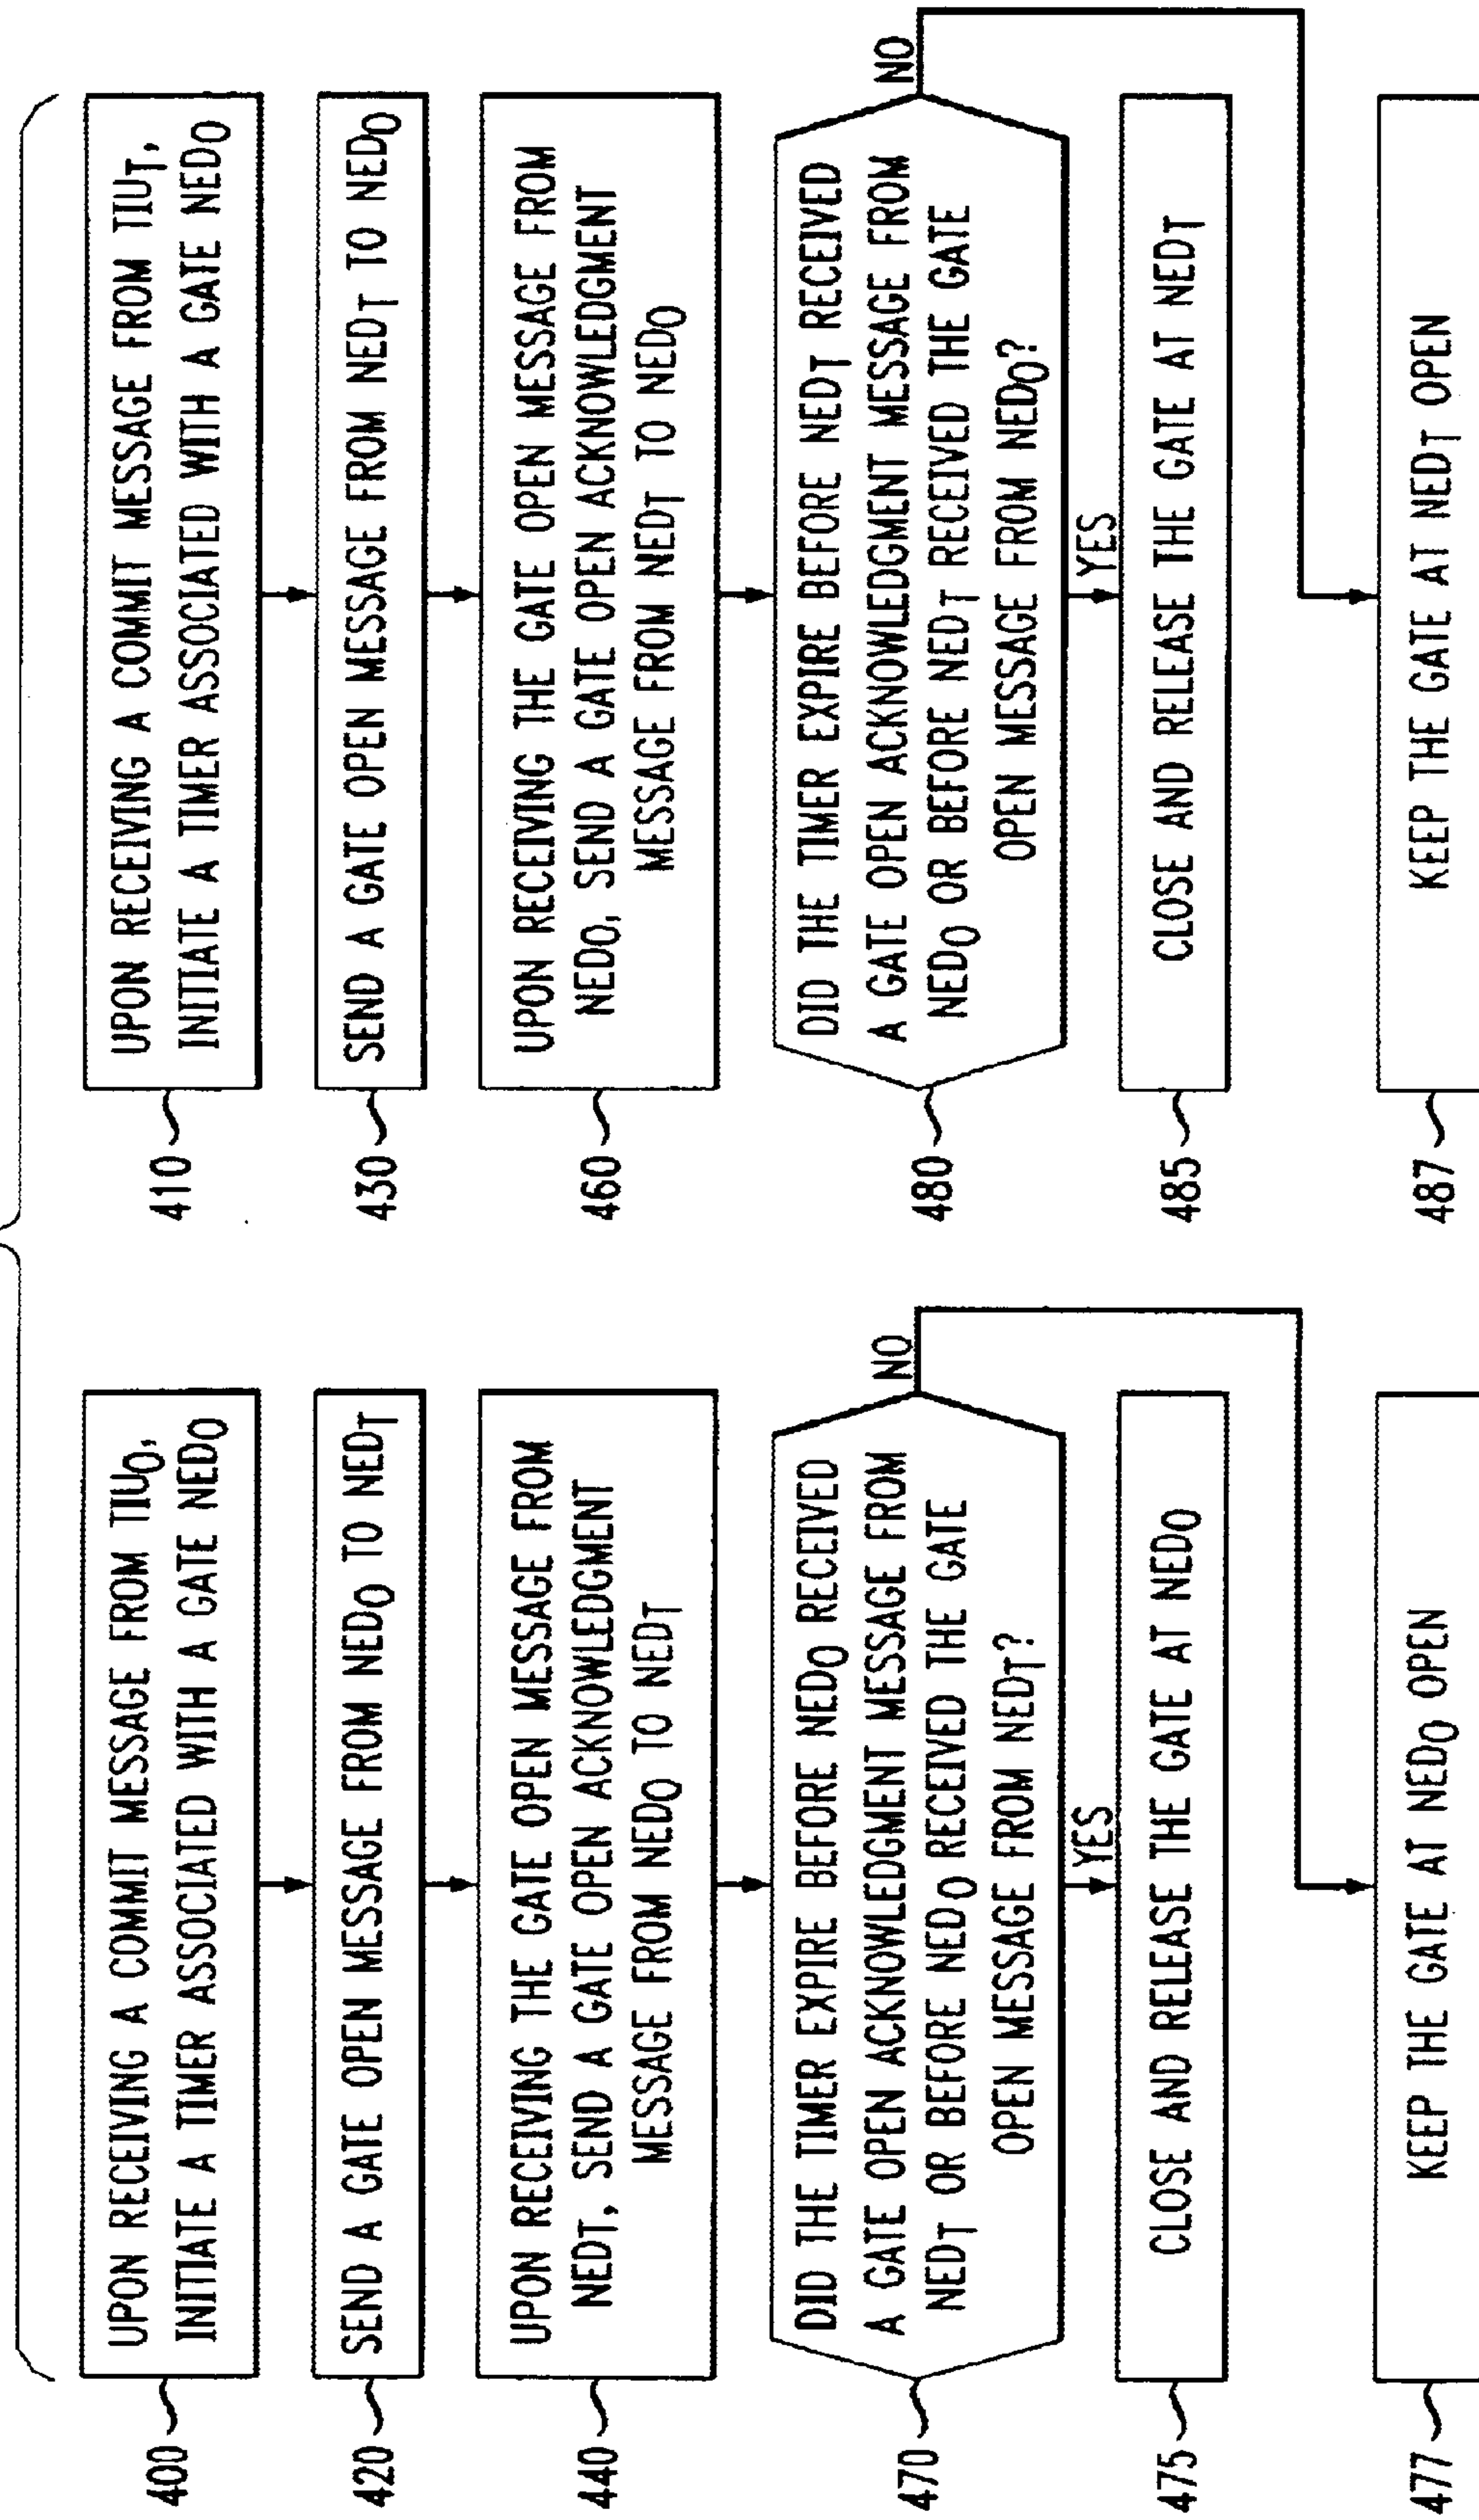 400
UPON RECEIVING A COMMIT MESSAGE FROM TIUO,
INITIATE A TIMER ASSOCIATED WITH A GATE NEDO
420
SEND A GATE OPEN MESSAGE FROM NEDO TO NEDT
440
UPON RECEIVING THE GATE OPEN MESSAGE FROM
NEDT, SEND A GATE OPEN ACKNOWLEDGMENT
MESSAGE FROM NEDO TO NEDT
470
DID THE TIMER EXPIRE BEFORE NEDO RECEIVED
A GATE OPEN ACKNOWLEDGMENT MESSAGE FROM
NEDT OR BEFORE NEDO RECEIVED THE GATE
OPEN MESSAGE FROM NEDT?
NO
YES
475
CLOSE AND RELEASE THE GATE AT NEDO
477
KEEP THE GATE AT NEDO OPEN
410
UPON RECEIVING A COMMIT MESSAGE FROM TIUT,
INITIATE A TIMER ASSOCIATED WITH A GATE NEDO
430
SEND A GATE OPEN MESSAGE FROM NEDT TO NEDO
460
UPON RECEIVING THE GATE OPEN MESSAGE FROM
NEDO, SEND A GATE OPEN ACKNOWLEDGMENT
MESSAGE FROM NEDT TO NEDO
480
DID THE TIMER EXPIRE BEFORE NEDT RECEIVED
A GATE OPEN ACKNOWLEDGMENT MESSAGE FROM
NEDO OR BEFORE NEDT RECEIVED THE GATE
OPEN MESSAGE FROM NEDO?
NO
YES
485
CLOSE AND RELEASE THE GATE AT NEDT
487
KEEP THE GATE AT NEDT OPEN